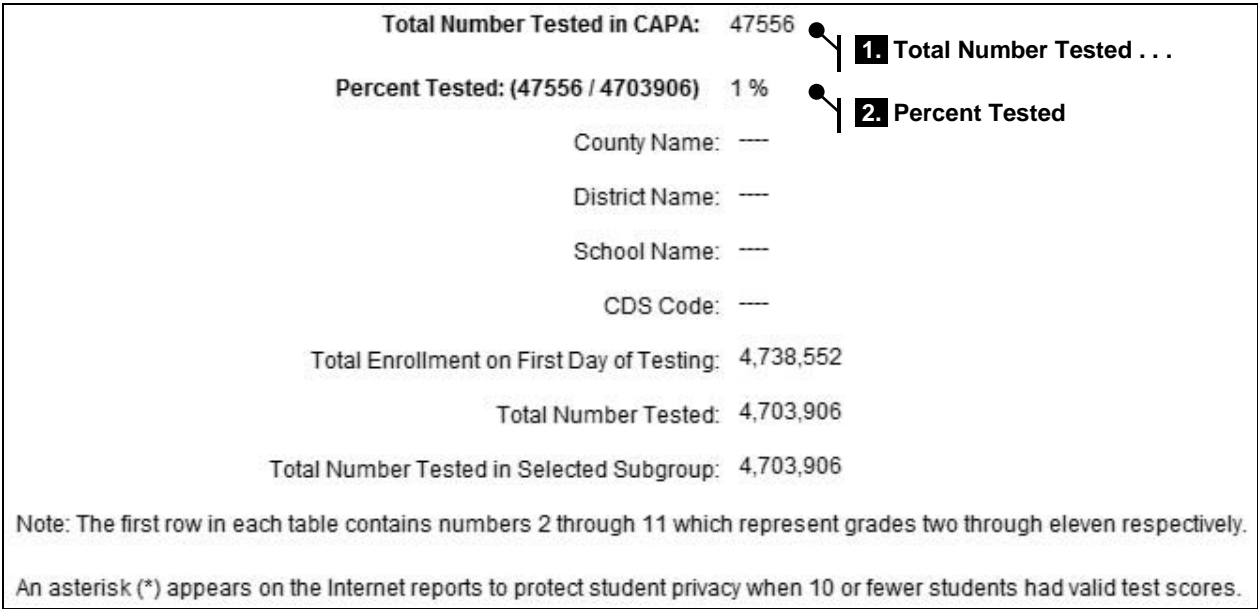 Total Number Tested in CAPA: 47556
1. Total Number Tested . . .
Percent Tested: (47556 / 4703906) 1 %
2. Percent Tested
County Name: ----
District Name: ----
School Name: ----
CDS Code: ----
Total Enrollment on First Day of Testing: 4,738,552
Total Number Tested: 4,703,906
Total Number Tested in Selected Subgroup: 4,703,906
Note: The first row in each table contains numbers 2 through 11 which represent grades two through eleven respectively.
An asterisk (*) appears on the Internet reports to protect student privacy when 10 or fewer students had valid test scores.